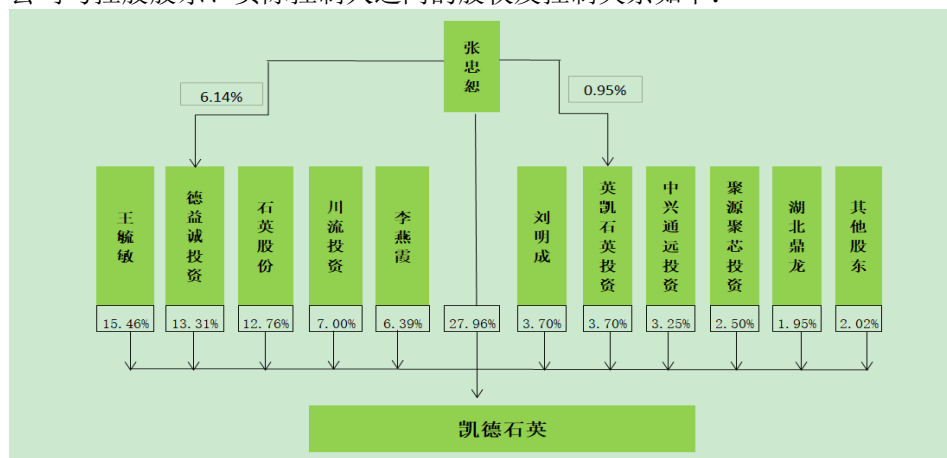 张忠恕
6.14%
0.95%
王毓敏
德益诚投资
石英股份
川流投资
李燕霞
刘明成
英凯石英投资
中兴通远投资
聚源聚芯投资
湖北鼎龙
其他股东
15.46%
13.31%
12.76%
7.00%
6.39%
27.96%
3.70%
3.70%
3.25%
2.50%
1.95%
2.02%
凯德石英